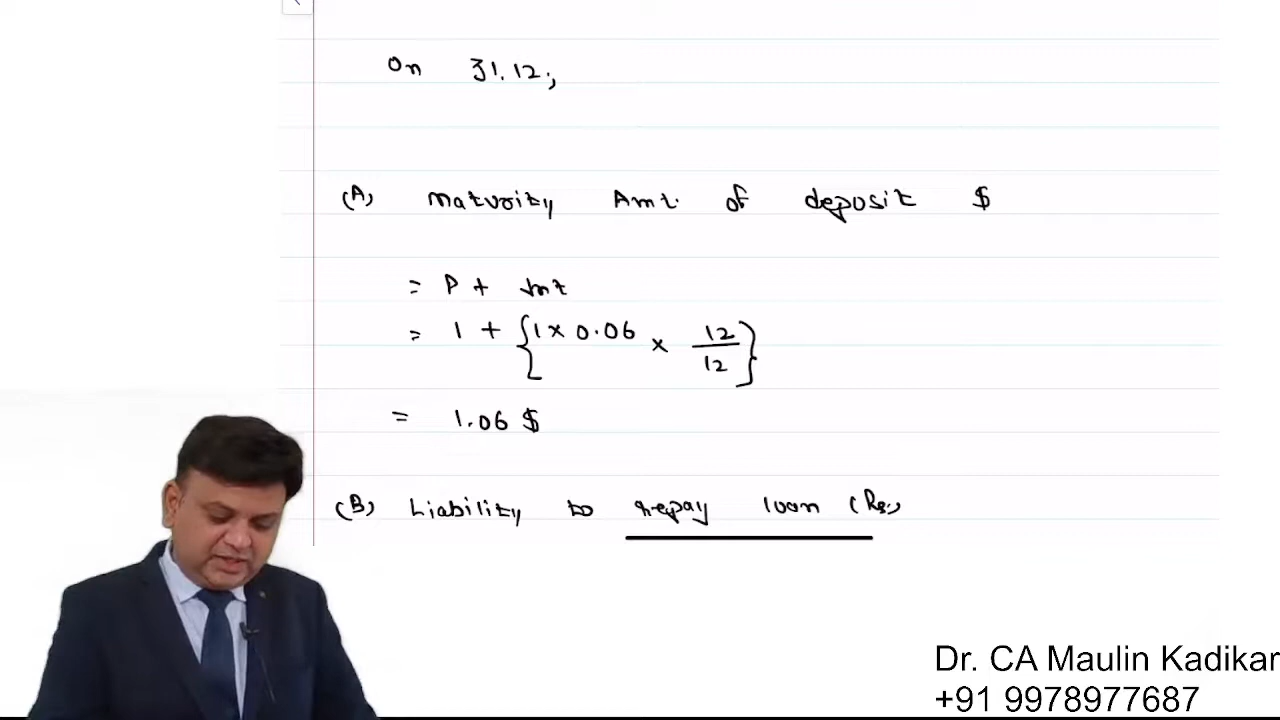 On 31.12,
(A) Maturity Amt. of deposit $
= P + Int
= 1 + {1 x 0.06 x 12/12}
= 1.06 $
(B) Liability to repay loan (Rs.)
Dr. CA Maulin Kadikar
+91 9978977687